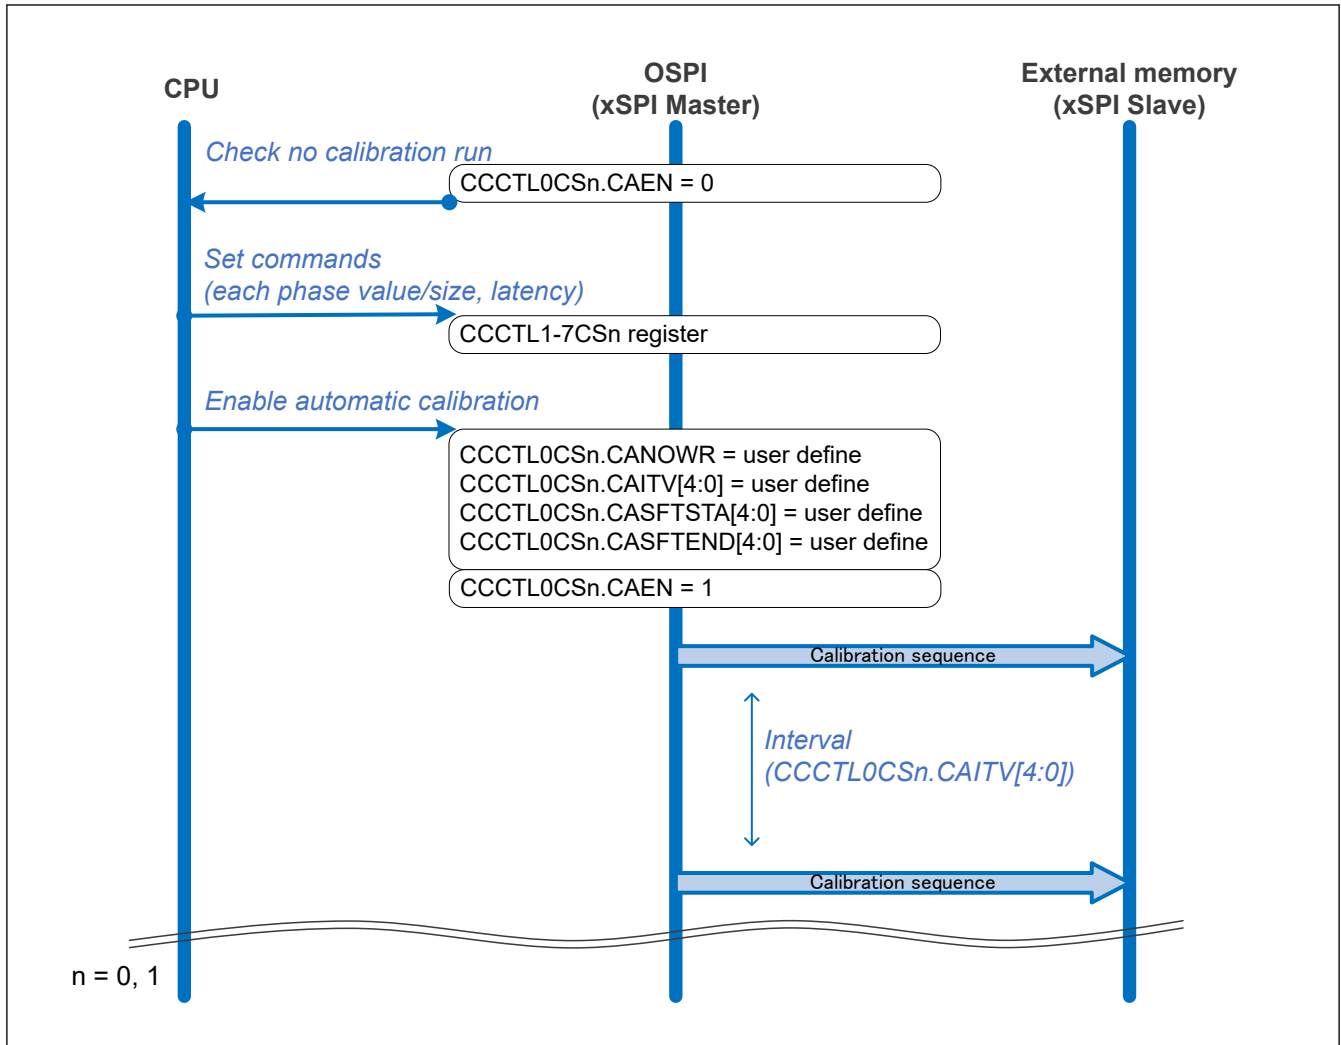 CPU
OSPI
(xSPI Master)
External memory
(xSPI Slave)
Check no calibration run
CCCTL0CSn.CAEN = 0
Set commands
(each phase value/size, latency)
CCCTL1-7CSn register
Enable automatic calibration
CCCTL0CSn.CANOWR = user define
CCCTL0CSn.CAITV[4:0] = user define
CCCTL0CSn.CASFTSTA[4:0] = user define
CCCTL0CSn.CASFTEND[4:0] = user define
CCCTL0CSn.CAEN = 1
Calibration sequence
Interval
(CCCTL0CSn.CAITV[4:0])
Calibration sequence
n = 0, 1